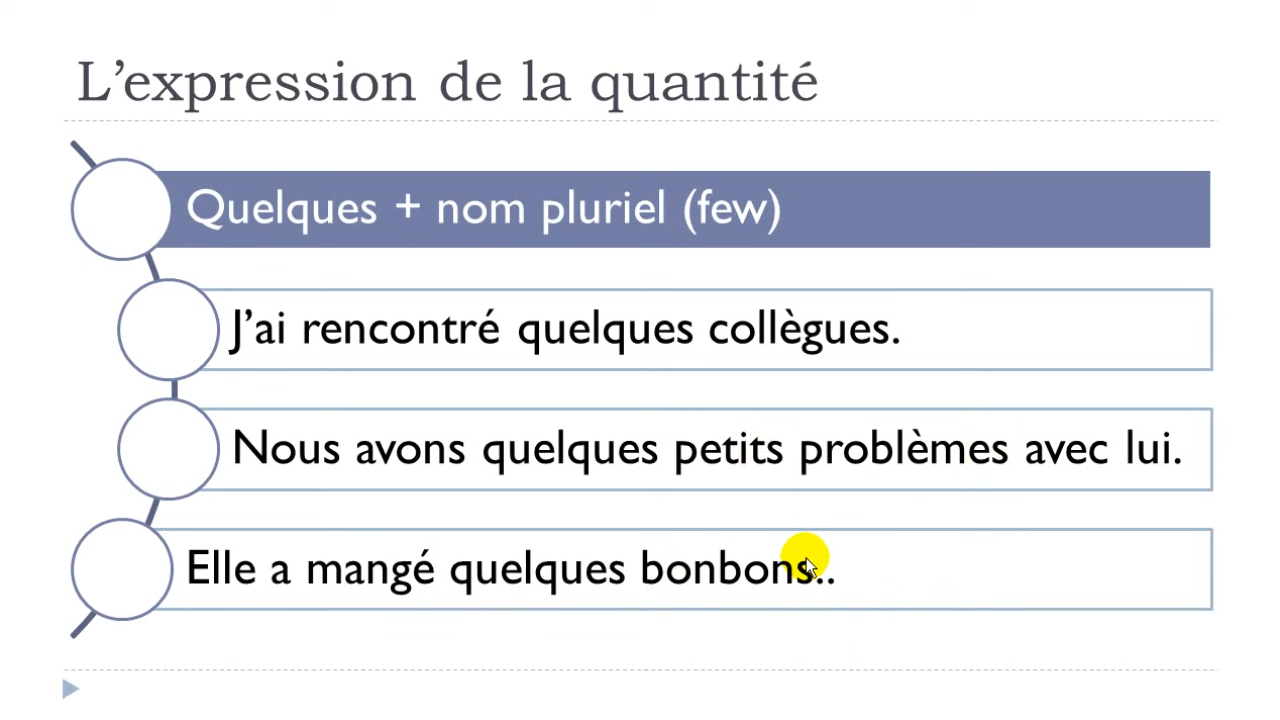 L’expression de la quantité
Quelques + nom pluriel (few)
J’ai rencontré quelques collègues.
Nous avons quelques petits problèmes avec lui.
Elle a mangé quelques bonbons..